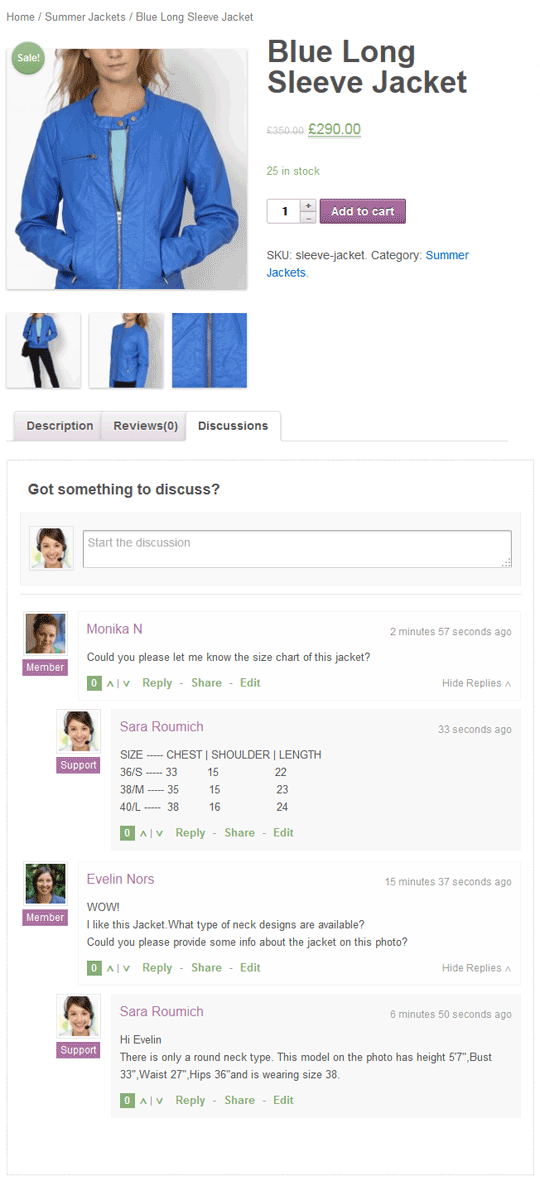 Home / Summer Jackets / Blue Long Sleeve Jacket
Sale!
Blue Long
Sleeve Jacket
£350.00 £290.00
25 in stock
1 + - Add to cart
SKU: sleeve-jacket. Category: Summer
Jackets.
Description Reviews(0) Discussions
Got something to discuss?
Start the discussion
Monika N 2 minutes 57 seconds ago
Member
Could you please let me know the size chart of this jacket?
0 ∧ | ∨ Reply - Share - Edit Hide Replies ∧
Sara Roumich 33 seconds ago
Support
SIZE ----- CHEST | SHOULDER | LENGTH
36/S ----- 33 15 22
38/M ----- 35 15 23
40/L ----- 38 16 24
0 ∧ | ∨ Reply - Share - Edit
Evelin Nors 15 minutes 37 seconds ago
Member
WOW!
I like this Jacket.What type of neck designs are available?
Could you please provide some info about the jacket on this photo?
0 ∧ | ∨ Reply - Share - Edit Hide Replies ∧
Sara Roumich 6 minutes 50 seconds ago
Support
Hi Evelin
There is only a round neck type. This model on the photo has height 5'7",Bust
33",Waist 27",Hips 36"and is wearing size 38.
0 ∧ | ∨ Reply - Share - Edit